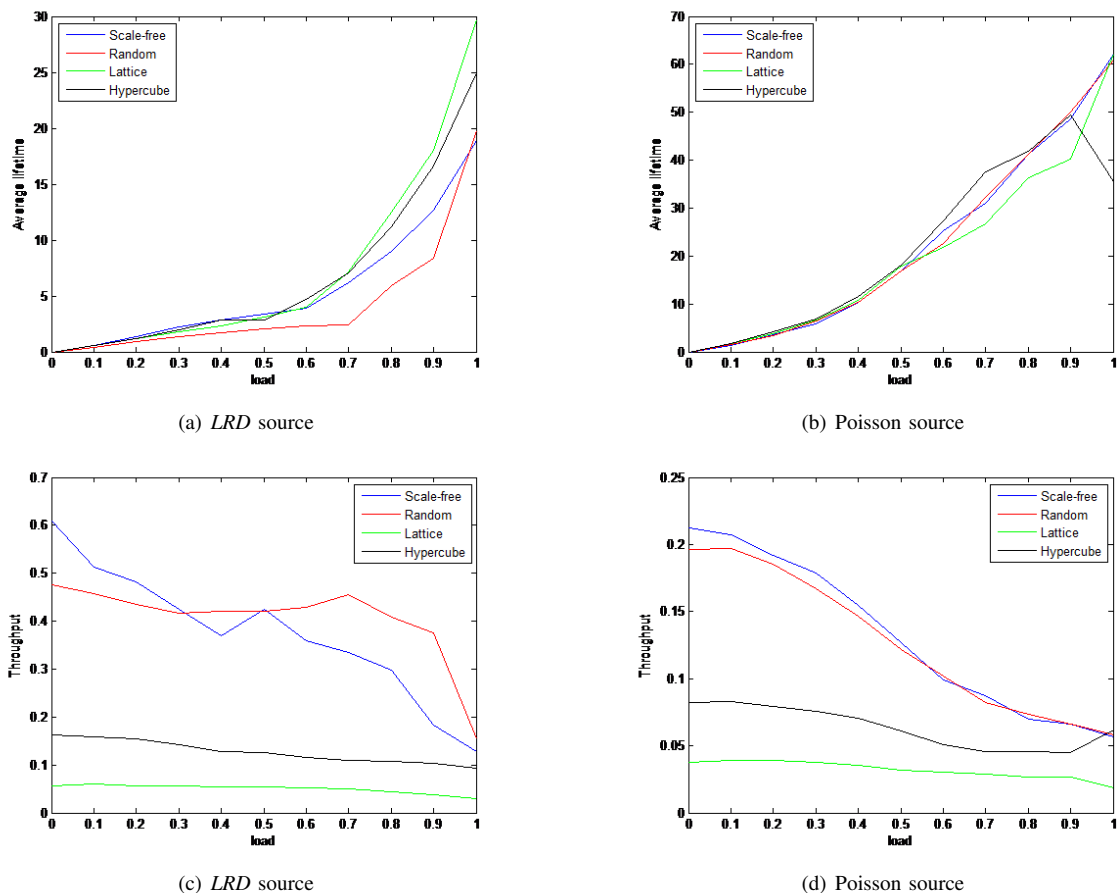 30
25
20
15
10
5
0
Average lifetime
Scale-free
Random
Lattice
Hypercube
0 0.1 0.2 0.3 0.4 0.5 0.6 0.7 0.8 0.9 1
load
(a) LRD source
70
60
50
40
30
20
10
0
Average lifetime
Scale-free
Random
Lattice
Hypercube
0 0.1 0.2 0.3 0.4 0.5 0.6 0.7 0.8 0.9 1
load
(b) Poisson source
0.7
0.6
0.5
0.4
0.3
0.2
0.1
0
Throughput
Scale-free
Random
Lattice
Hypercube
0 0.1 0.2 0.3 0.4 0.5 0.6 0.7 0.8 0.9 1
load
(c) LRD source
0.25
0.2
0.15
0.1
0.05
0
Throughput
Scale-free
Random
Lattice
Hypercube
0 0.1 0.2 0.3 0.4 0.5 0.6 0.7 0.8 0.9 1
load
(d) Poisson source